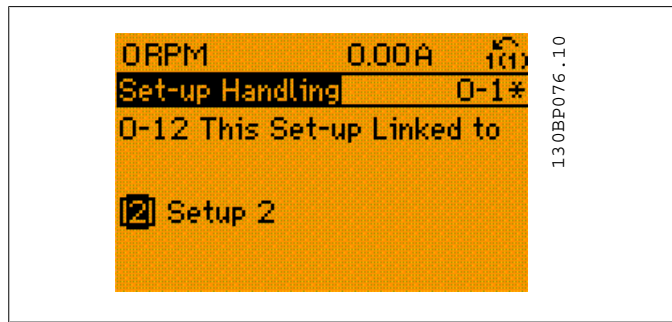 0RPM 0.00A 1(1)
Set-up Handling 0-1*
0-12 This Set-up Linked to
[2] Setup 2
130BP076.10